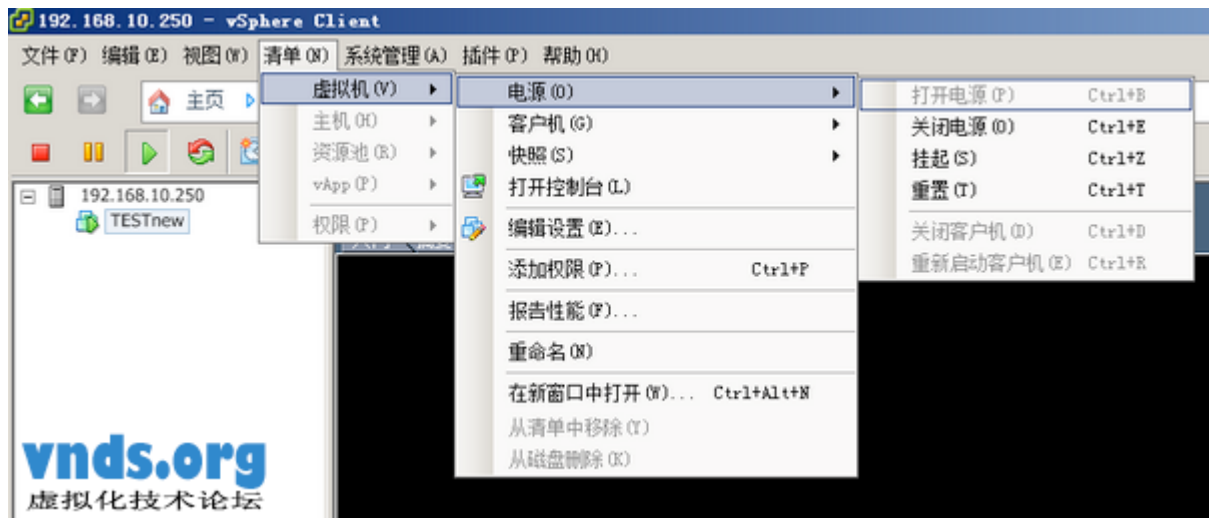 192.168.10.250 - vSphere Client
文件(F) 编辑(E) 视图(W) 清单(N) 系统管理(A) 插件(P) 帮助(H)
主页
虚拟机(V)
主机(H)
资源池(R)
vApp(P)
权限(P)
电源(O)
客户机(G)
快照(S)
打开控制台(L)
编辑设置(E)...
添加权限(P)... Ctrl+P
报告性能(F)...
重命名(N)
在新窗口中打开(W)... Ctrl+Alt+N
从清单中移除(Y)
从磁盘删除(K)
打开电源(P) Ctrl+B
关闭电源(O) Ctrl+E
挂起(S) Ctrl+Z
重置(T) Ctrl+T
关闭客户机(D) Ctrl+D
重新启动客户机(E) Ctrl+R
192.168.10.250
TESTnew
vnds.org
虚拟化技术论坛